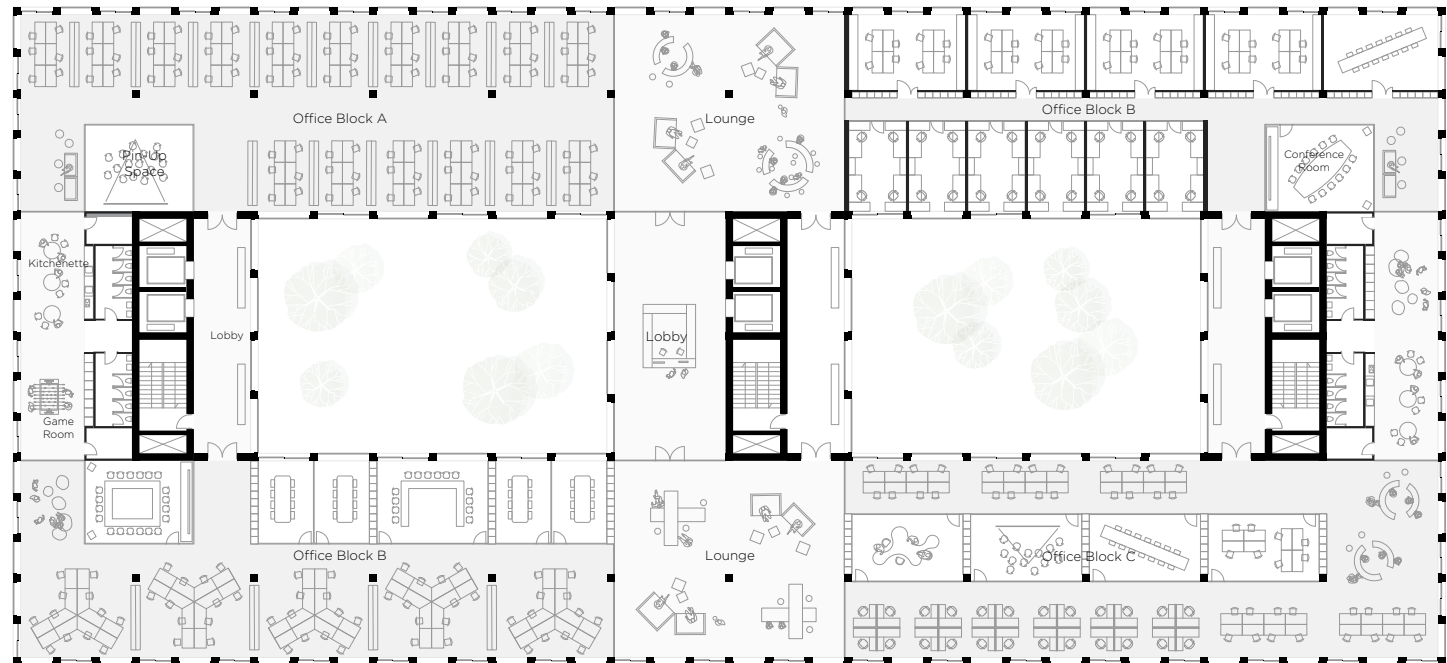 Office Block A
Lounge
Office Block B
Pin-Up
Space
Conference
Room
Kitchenette
Lobby
Lobby
Game
Room
Office Block B
Lounge
Office Block C